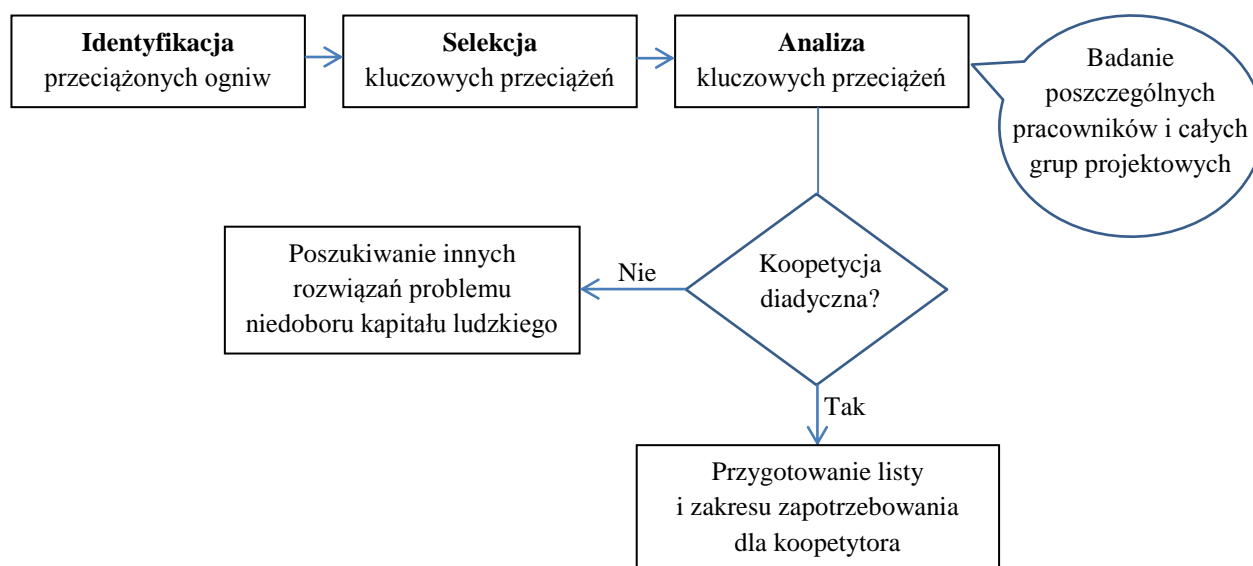 Identyfikacja
przeciążonych ogniw
Selekcja
kluczowych przeciążeń
Analiza
kluczowych przeciążeń
Badanie
poszczególnych
pracowników i całych
grup projektowych
Poszukiwanie innych
rozwiązań problemu
niedoboru kapitału ludzkiego
Nie
Koopetycja
diadyczna?
Tak
Przygotowanie listy
i zakresu zapotrzebowania
dla koopetytora